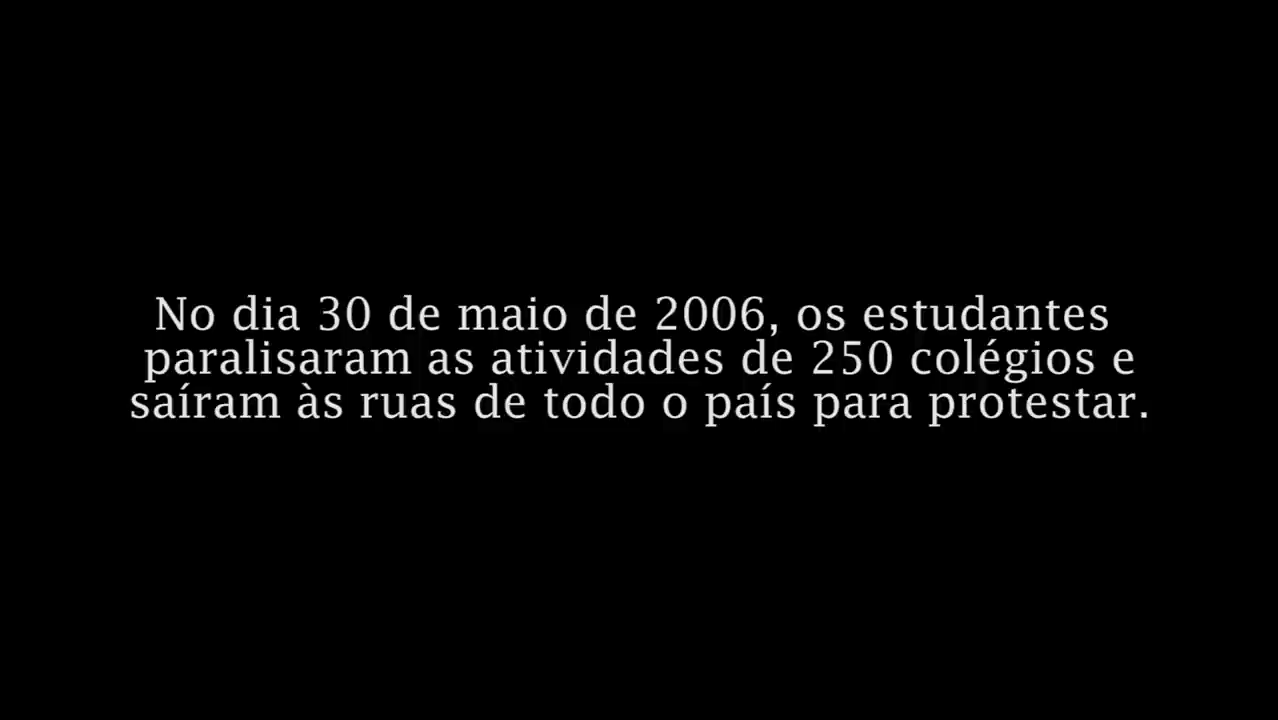 No dia 30 de maio de 2006, os estudantes
paralisaram as atividades de 250 colégios e
saíram às ruas de todo o país para protestar.